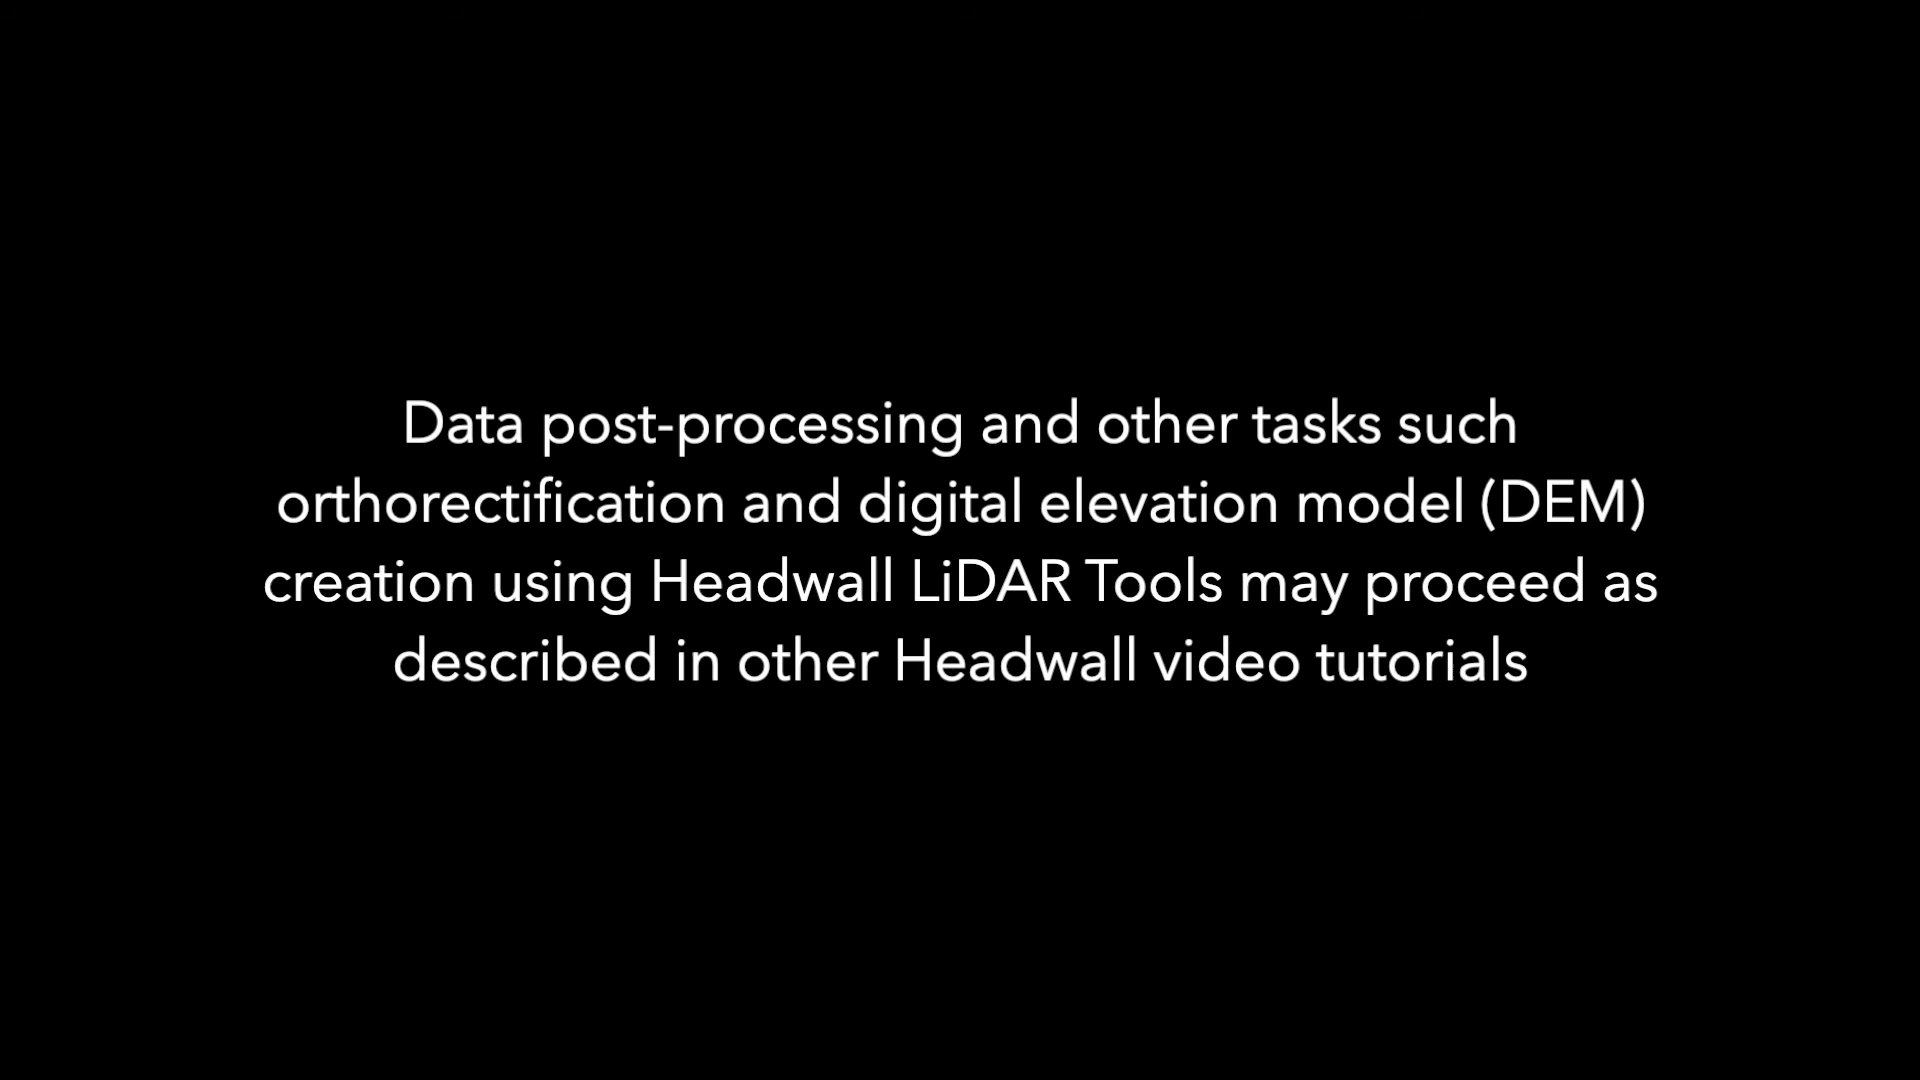 Data post-processing and other tasks such
orthorectification and digital elevation model (DEM)
creation using Headwall LiDAR Tools may proceed as
described in other Headwall video tutorials